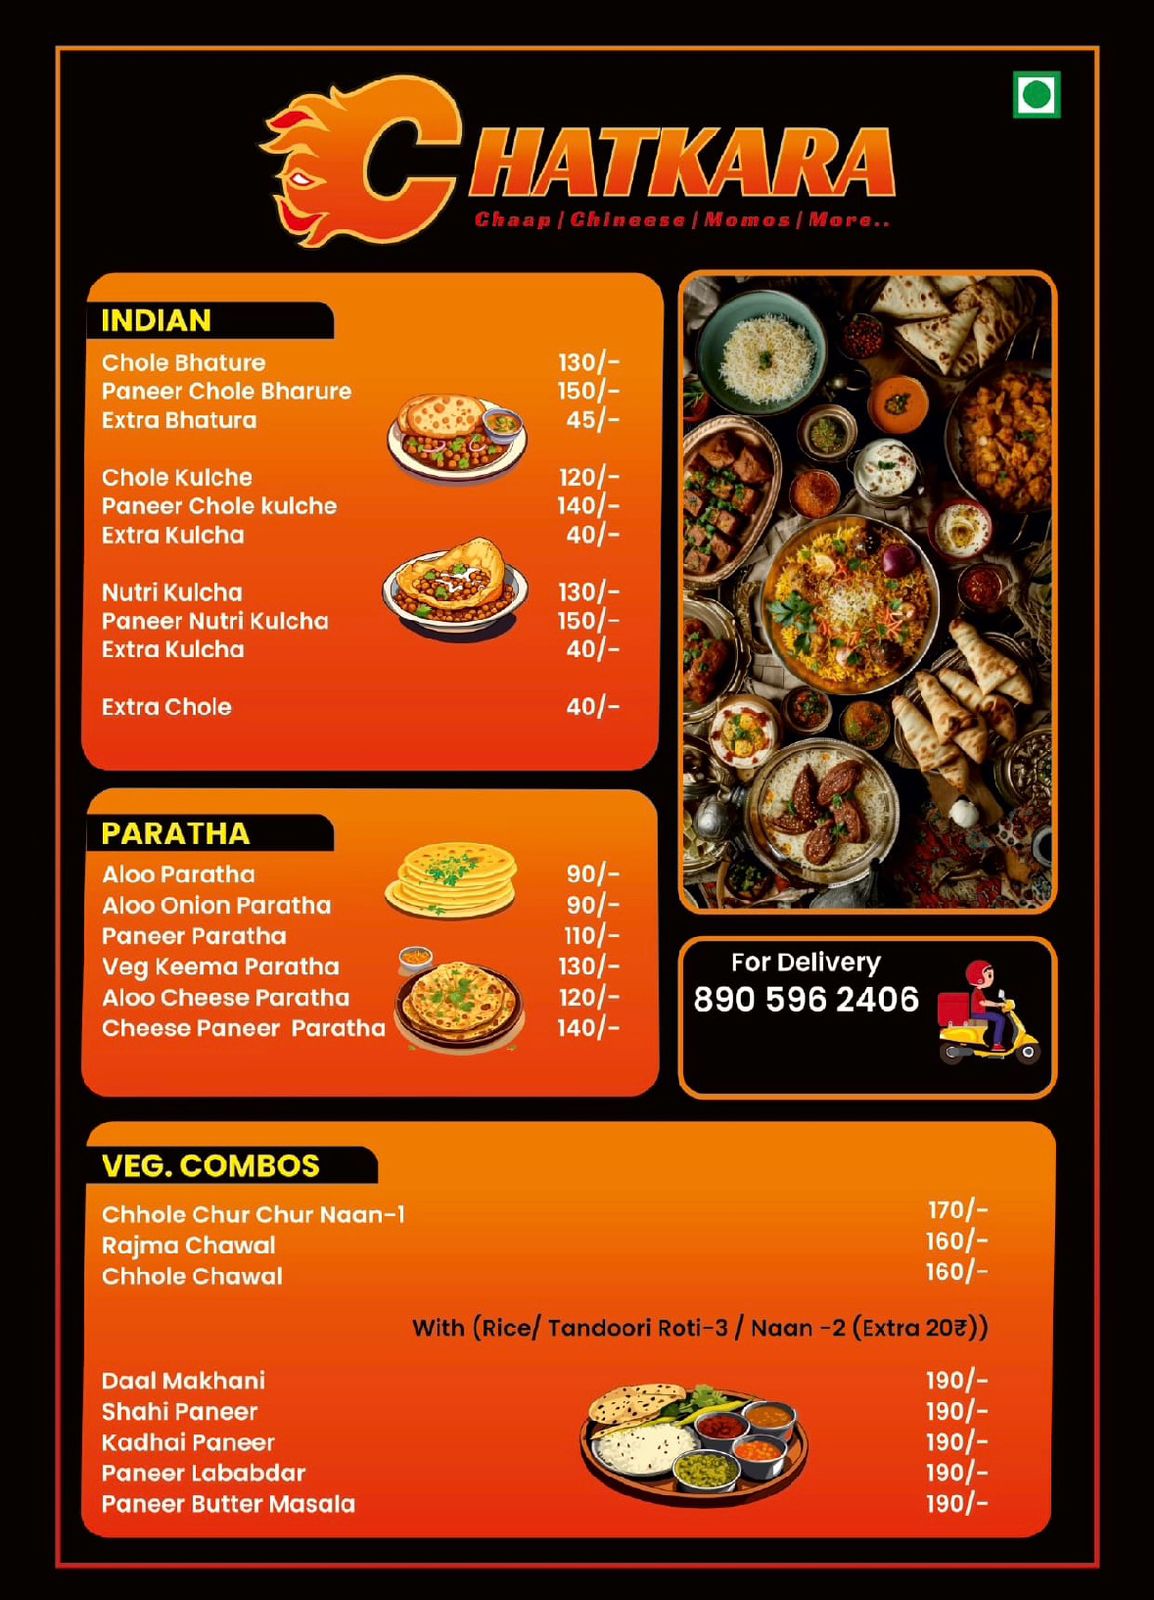 CHATKARA
Chaap | Chineese | Momos | More..
INDIAN
Chole Bhature 130/-
Paneer Chole Bharure 150/-
Extra Bhatura 45/-
Chole Kulche 120/-
Paneer Chole kulche 140/-
Extra Kulcha 40/-
Nutri Kulcha 130/-
Paneer Nutri Kulcha 150/-
Extra Kulcha 40/-
Extra Chole 40/-
PARATHA
Aloo Paratha 90/-
Aloo Onion Paratha 90/-
Paneer Paratha 110/-
Veg Keema Paratha 130/-
Aloo Cheese Paratha 120/-
Cheese Paneer Paratha 140/-
For Delivery
890 596 2406
VEG. COMBOS
Chhole Chur Chur Naan-1 170/-
Rajma Chawal 160/-
Chhole Chawal 160/-
With (Rice/ Tandoori Roti-3 / Naan -2 (Extra 20₹))
Daal Makhani 190/-
Shahi Paneer 190/-
Kadhai Paneer 190/-
Paneer Lababdar 190/-
Paneer Butter Masala 190/-